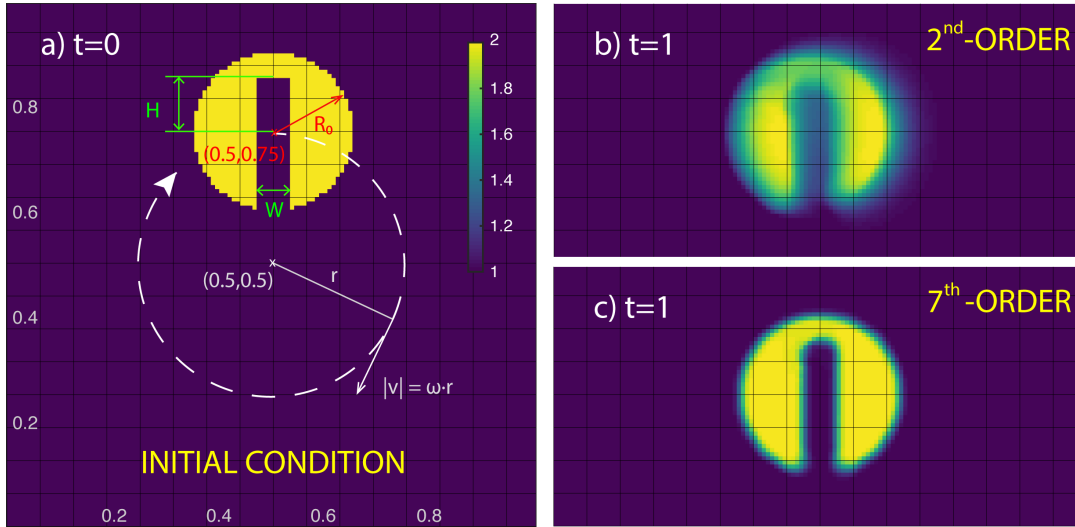 a) t=0
H
R₀
(0.5,0.75)
W
(0.5,0.5)
r
|v| = ω·r
INITIAL CONDITION
0.8
0.6
0.4
0.2
0.2
0.4
0.6
0.8
2
1.8
1.6
1.4
1.2
1
b) t=1
2nd-ORDER
c) t=1
7th-ORDER